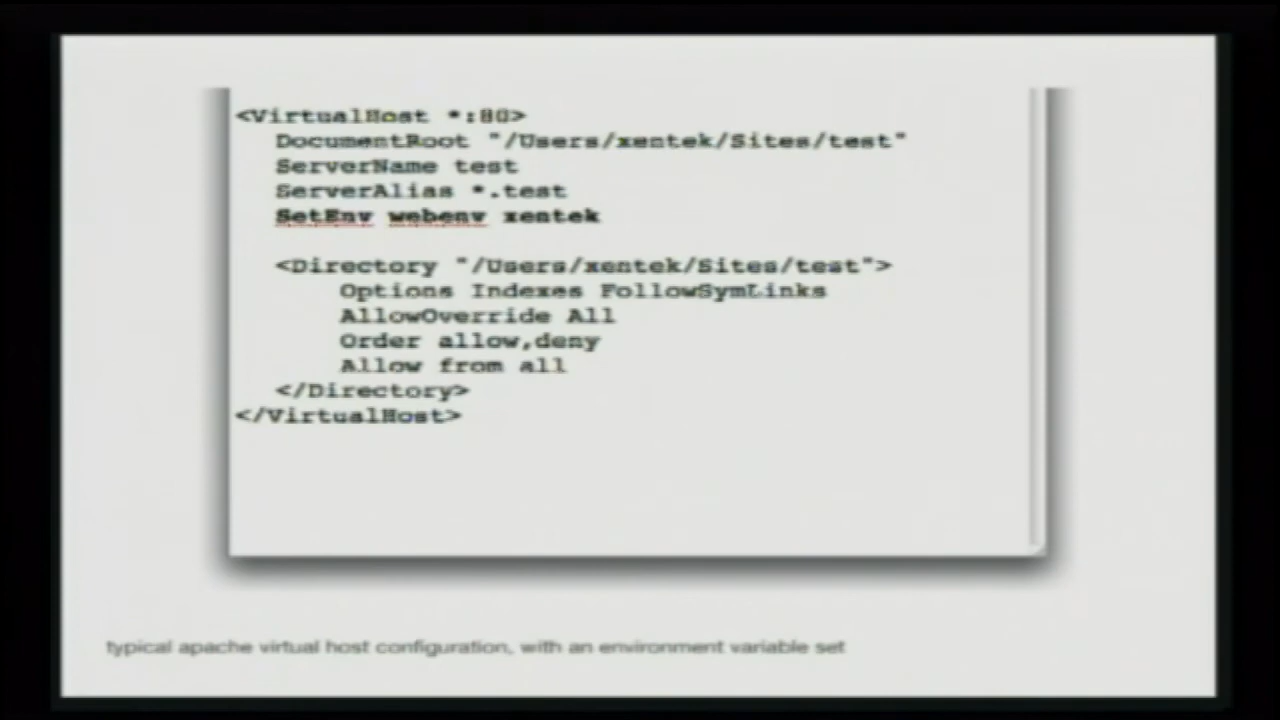 <VirtualHost *:80>
DocumentRoot "/Users/xentek/Sites/test"
ServerName test
ServerAlias *.test
SetEnv webenv xentek
<Directory "/Users/xentek/Sites/test">
Options Indexes FollowSymLinks
AllowOverride All
Order allow,deny
Allow from all
</Directory>
</VirtualHost>
typical apache virtual host configuration, with an environment variable set